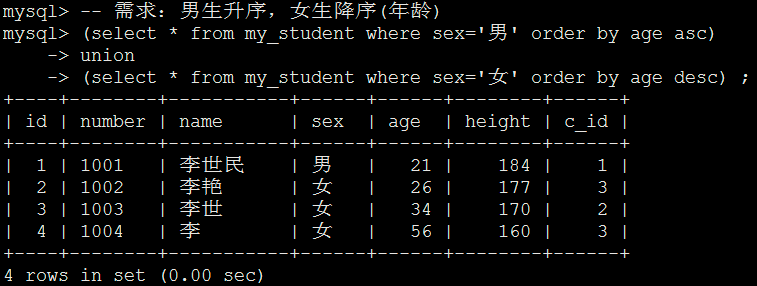 mysql> -- 需求：男生升序，女生降序(年龄)
mysql> (select * from my_student where sex='男' order by age asc)
    -> union
    -> (select * from my_student where sex='女' order by age desc) ;
+----+--------+-----------+------+------+--------+------+
| id | number | name      | sex  | age  | height | c_id |
+----+--------+-----------+------+------+--------+------+
|  1 | 1001   | 李世民    | 男   |   21 |    184 |    1 |
|  2 | 1002   | 李艳      | 女   |   26 |    177 |    3 |
|  3 | 1003   | 李世      | 女   |   34 |    170 |    2 |
|  4 | 1004   | 李        | 女   |   56 |    160 |    3 |
+----+--------+-----------+------+------+--------+------+
4 rows in set (0.00 sec)